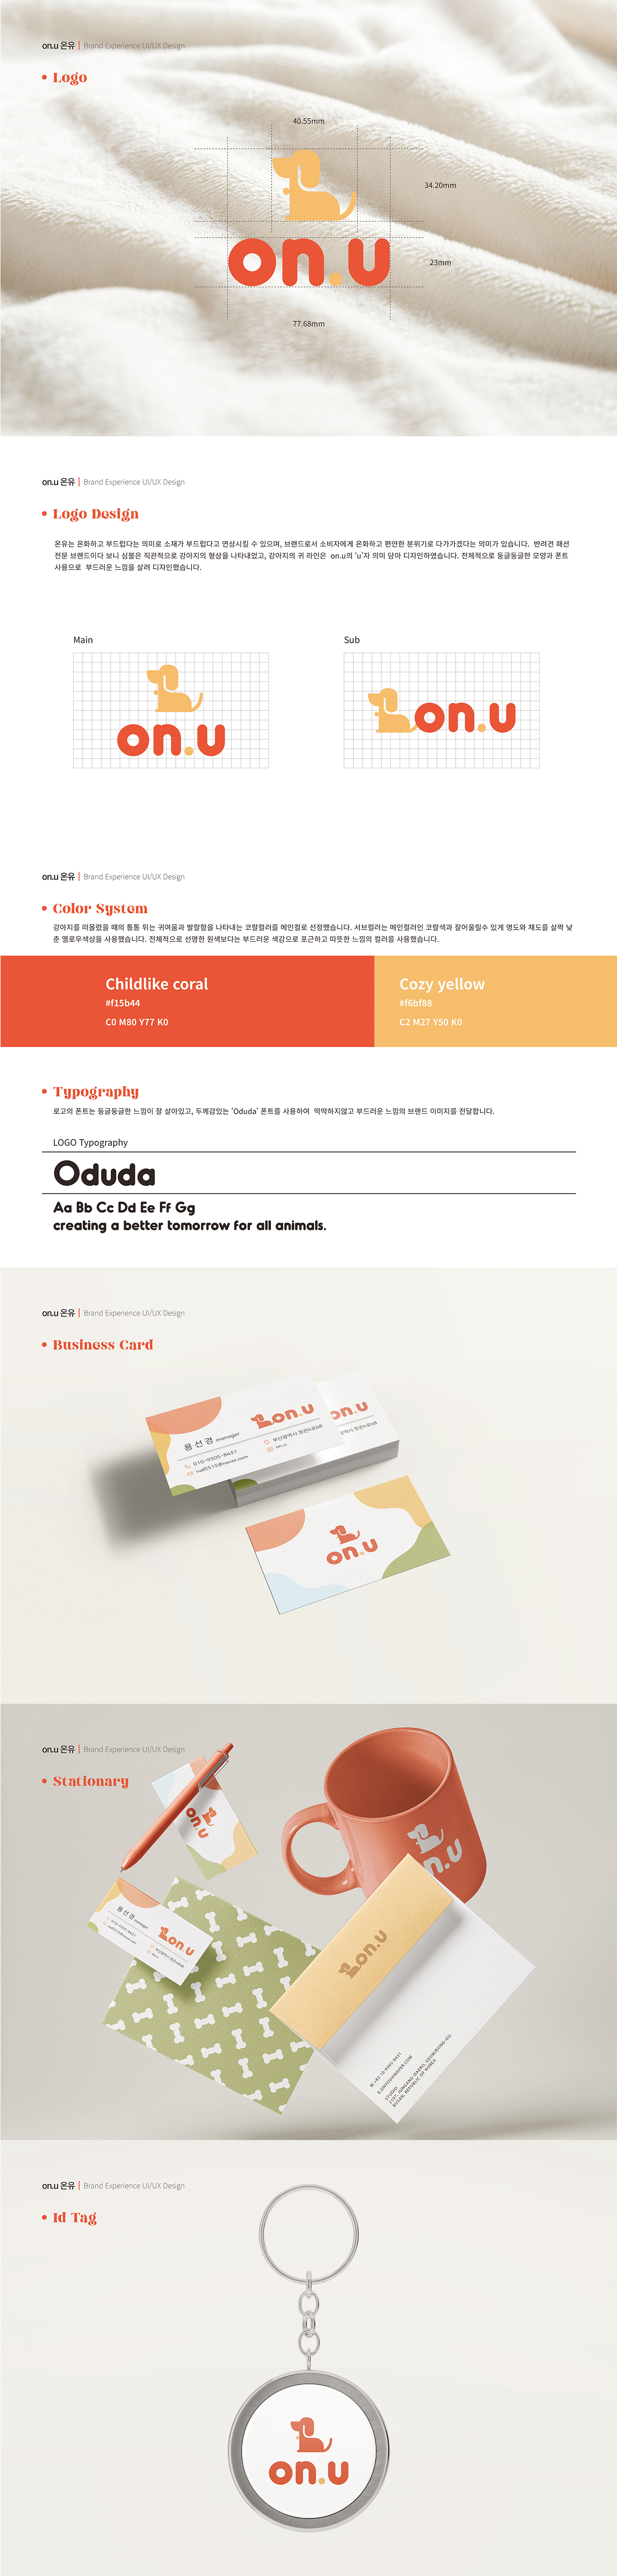 on.u 온유 | Brand Experience UI/UX Design
• Logo
40.55mm
34.20mm
on.u
23mm
77.68mm
on.u 온유 | Brand Experience UI/UX Design
• Logo Design
온유는 온화하고 부드럽다는 의미로 소재가 부드럽다고 연상시킬 수 있으며, 브랜드로서 소비자에게 온화하고 편안한 분위기로 다가가겠다는 의미가 있습니다. 반려견 패션
전문 브랜드이다 보니 심볼은 직관적으로 강아지의 형상을 나타내었고, 강아지의 귀 라인은 on.u의 'u'자 의미 담아 디자인하였습니다. 전체적으로 둥글둥글한 모양과 폰트
사용으로 부드러운 느낌을 살려 디자인했습니다.
Main
Sub
on.u
on.u
on.u 온유 | Brand Experience UI/UX Design
• Color System
강아지를 떠올렸을 때의 통통 튀는 귀여움과 발랄함을 나타내는 코랄컬러를 메인컬로 선정했습니다. 서브컬러는 메인컬러인 코랄색과 잘어울릴수 있게 명도와 채도를 살짝 낮
춘 옐로우색상을 사용했습니다. 전체적으로 선명한 원색보다는 부드러운 색감으로 포근하고 따뜻한 느낌의 컬러를 사용했습니다.
Childlike coral
#f15b44
C0 M80 Y77 K0
Cozy yellow
#f6bf88
C2 M27 Y50 K0
• Typography
로고의 폰트는 둥글둥글한 느낌이 잘 살아있고, 두께감있는 'Oduda' 폰트를 사용하여 딱딱하지않고 부드러운 느낌의 브랜드 이미지를 전달합니다.
LOGO Typography
Oduda
Aa Bb Cc Dd Ee Ff Gg
creating a better tomorrow for all animals.
on.u 온유 | Brand Experience UI/UX Design
• Business Card
on.u
on.u
용선경 manager
010-9505-8451
부산광역시 정관4로68
on.u
on.u
on.u 온유 | Brand Experience UI/UX Design
• Stationary
on.u
on.u
용선경 manager
on.u
on.u
STUDIO
BUSAN, REPUBLIC OF KOREA
on.u 온유 | Brand Experience UI/UX Design
• Id Tag
on.u